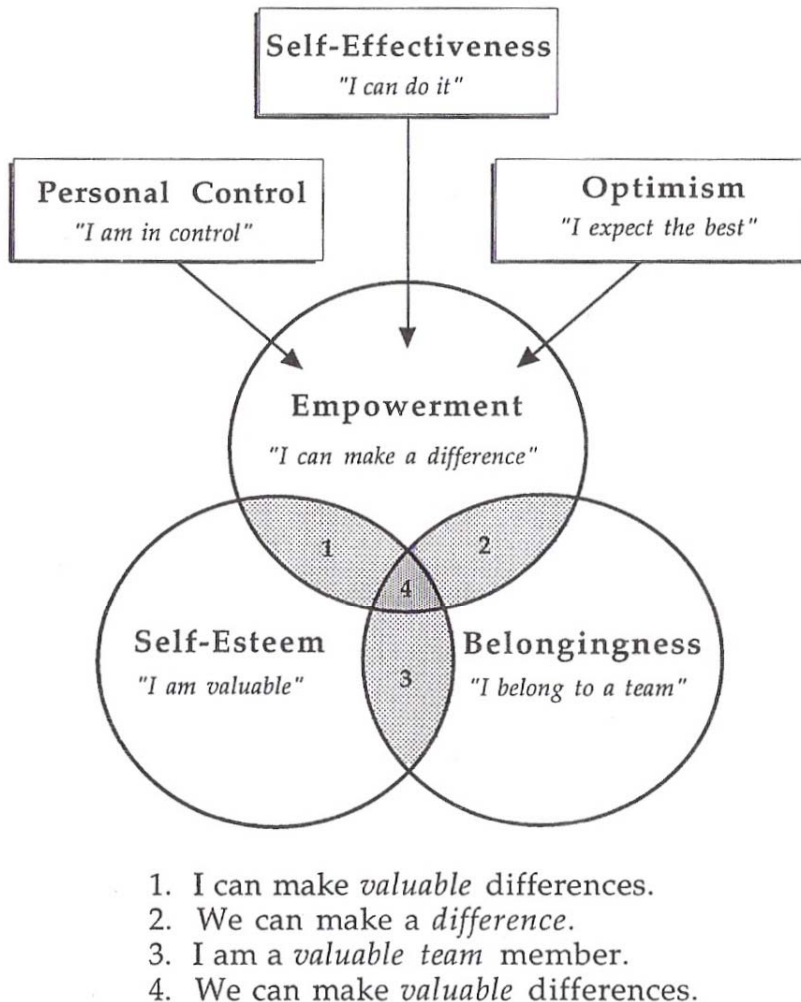 Self-Effectiveness
"I can do it"
Personal Control
"I am in control"
Optimism
"I expect the best"
Empowerment
"I can make a difference"
1
2
4
Self-Esteem
"I am valuable"
3
Belongingness
"I belong to a team"
1. I can make valuable differences.
2. We can make a difference.
3. I am a valuable team member.
4. We can make valuable differences.